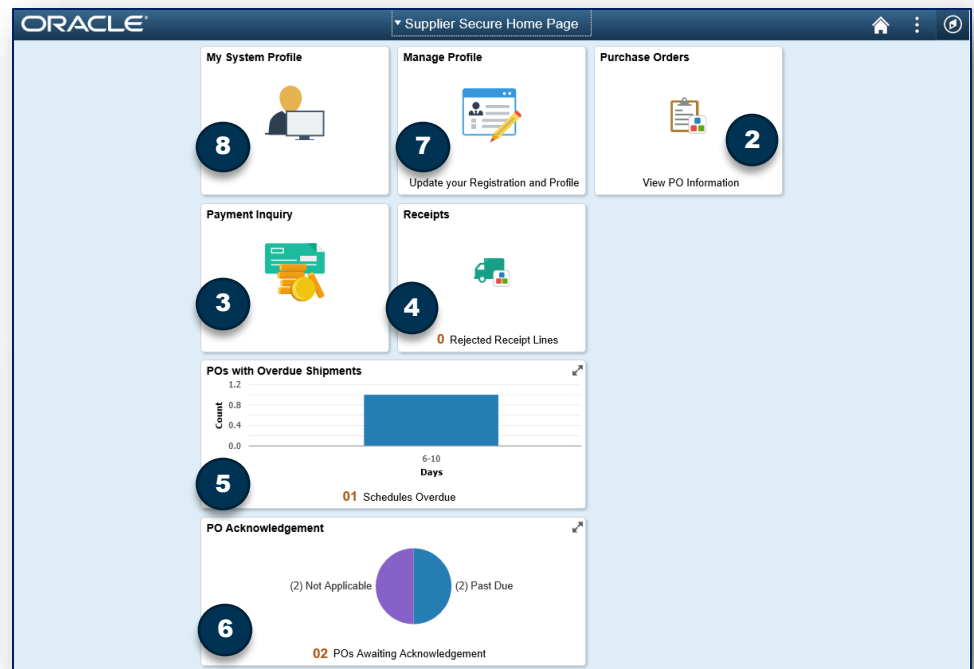 ORACLE
Supplier Secure Home Page
My System Profile
8
Manage Profile
7
Update your Registration and Profile
Purchase Orders
2
View PO Information
Payment Inquiry
3
Receipts
4
0 Rejected Receipt Lines
POs with Overdue Shipments
1.2
0.8
0.4
0.0
Count
6-10
Days
5
01 Schedules Overdue
PO Acknowledgement
(2) Not Applicable
(2) Past Due
6
02 POs Awaiting Acknowledgement